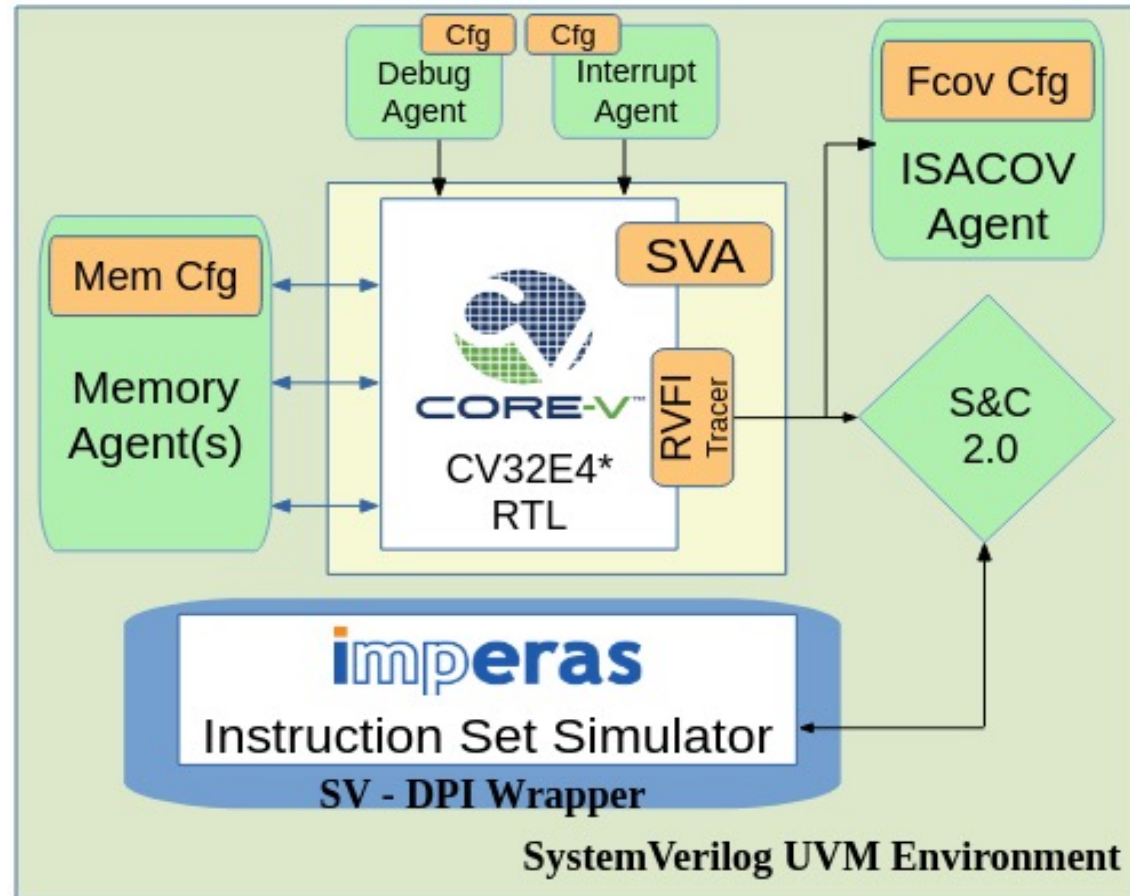 Cfg
Debug
Agent
Cfg
Interrupt
Agent
Fcov Cfg
ISACOV
Agent
Mem Cfg
Memory
Agent(s)
SVA
CORE-V™
CV32E4*
RTL
RVFI
Tracer
S&C
2.0
imperas
Instruction Set Simulator
SV - DPI Wrapper
SystemVerilog UVM Environment